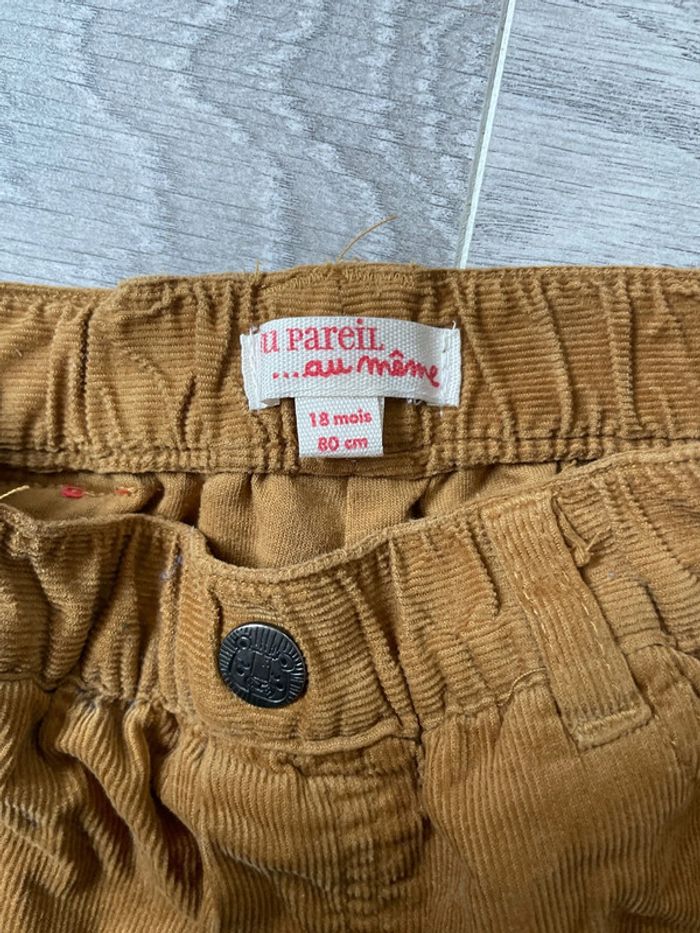 u PareiL
...au même
18 mois
80 cm